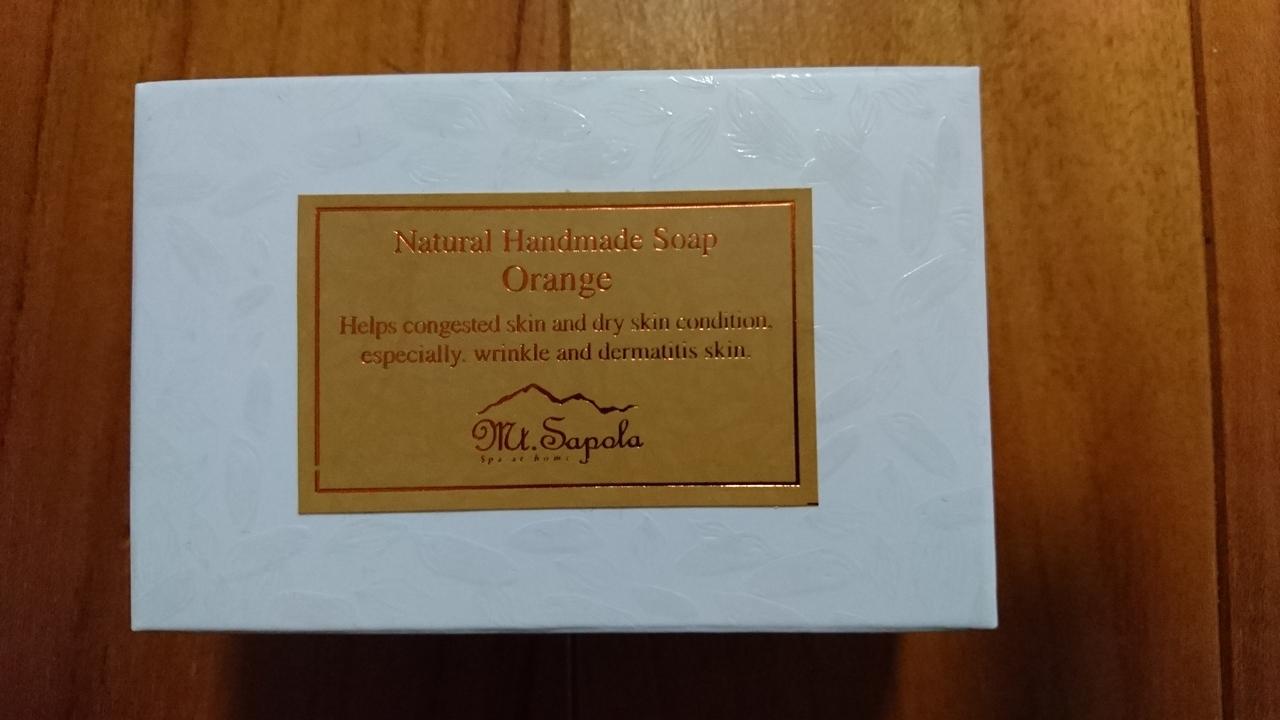 Natural Handmade Soap
Orange
Helps congested skin and dry skin condition,
especially. wrinkle and dermatitis skin.
Mt. Sapola
Spa at home